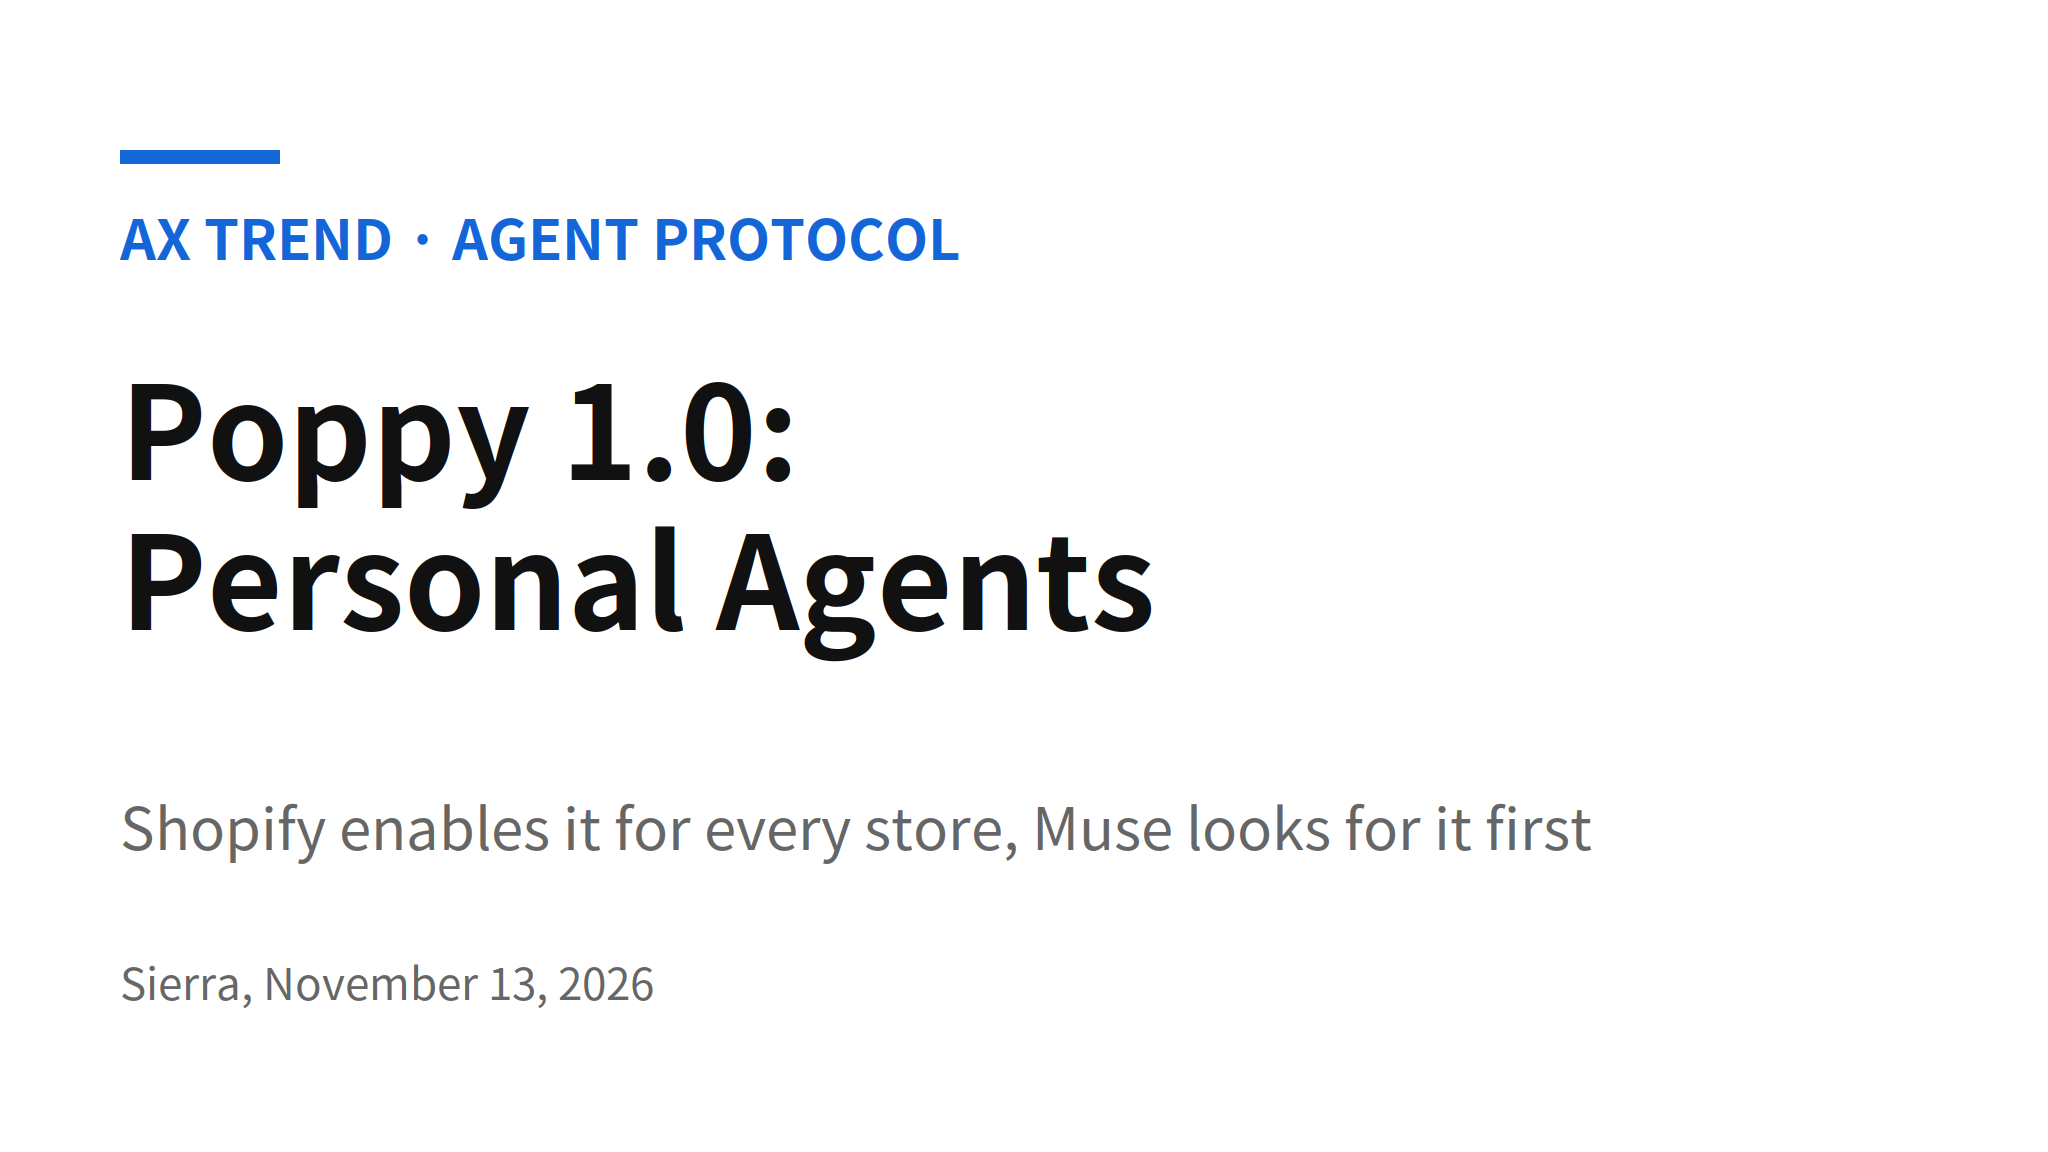 AX TREND · AGENT PROTOCOL
Poppy 1.0:
Personal Agents
Shopify enables it for every store, Muse looks for it first
Sierra, November 13, 2026